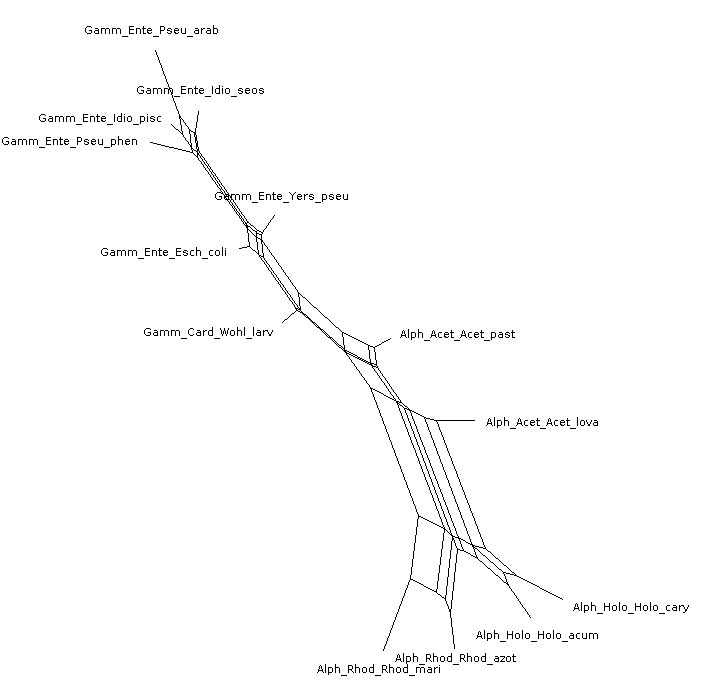 Gamm_Ente_Pseu_arab
Gamm_Ente_Idio_seos
Gamm_Ente_Idio_pisc
Gamm_Ente_Pseu_phen
Gamm_Ente_Yers_pseu
Gamm_Ente_Esch_coli
Gamm_Card_Wohl_larv
Alph_Acet_Acet_past
Alph_Acet_Acet_lova
Alph_Holo_Holo_cary
Alph_Holo_Holo_acum
Alph_Rhod_Rhod_azot
Alph_Rhod_Rhod_mari